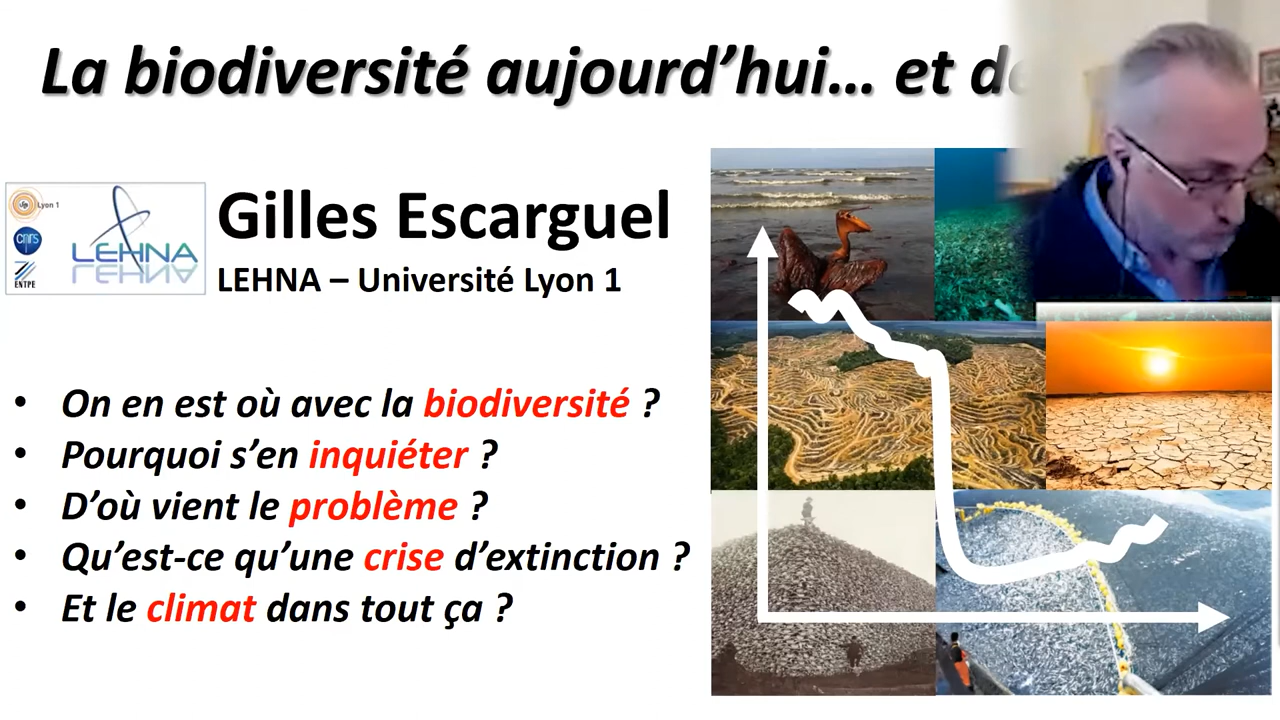 La biodiversité aujourd’hui… et
Gilles Escarguel
LEHNA – Université Lyon 1
Lyon 1
cnrs
LEHNA
ENTPE
• On en est où avec la biodiversité ?
• Pourquoi s’en inquiéter ?
• D’où vient le problème ?
• Qu’est-ce qu’une crise d’extinction ?
• Et le climat dans tout ça ?